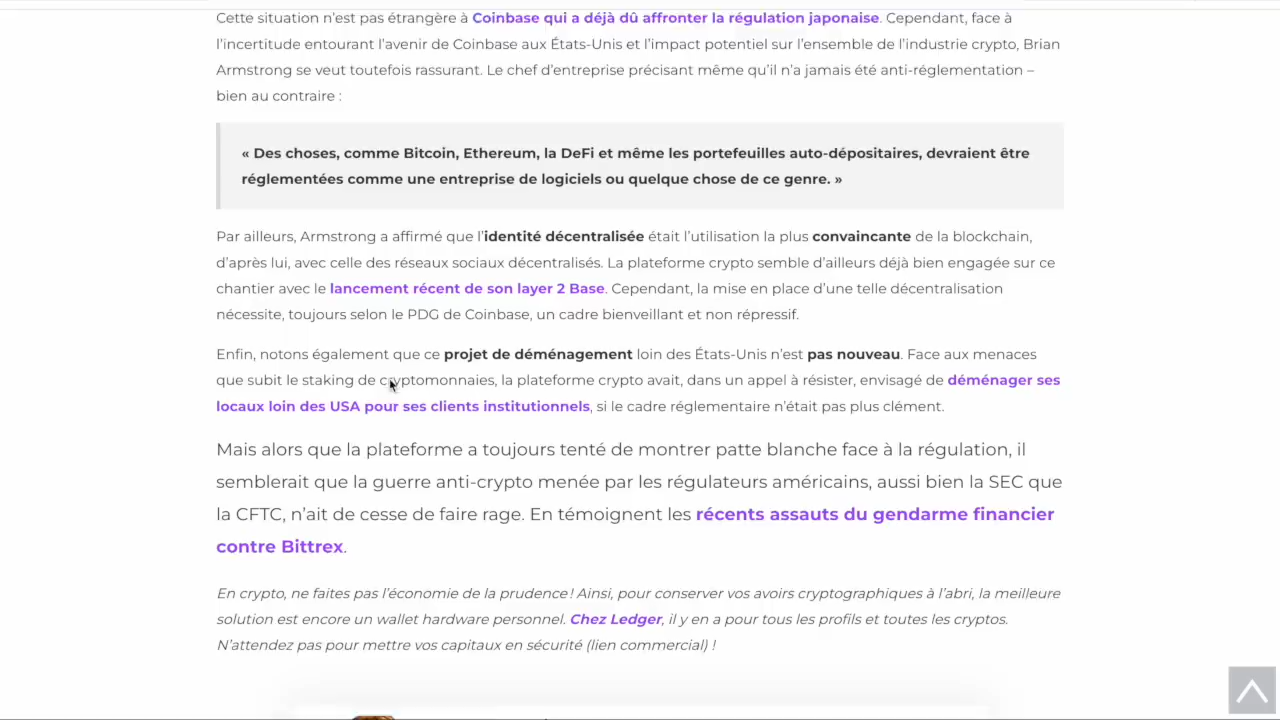 Cette situation n’est pas étrangère à Coinbase qui a déjà dû affronter la régulation japonaise. Cependant, face à
l’incertitude entourant l’avenir de Coinbase aux États-Unis et l’impact potentiel sur l’ensemble de l’industrie crypto, Brian
Armstrong se veut toutefois rassurant. Le chef d’entreprise précisant même qu’il n’a jamais été anti-réglementation –
bien au contraire :
« Des choses, comme Bitcoin, Ethereum, la DeFi et même les portefeuilles auto-dépositaires, devraient être
réglementées comme une entreprise de logiciels ou quelque chose de ce genre. »
Par ailleurs, Armstrong a affirmé que l’identité décentralisée était l’utilisation la plus convaincante de la blockchain,
d’après lui, avec celle des réseaux sociaux décentralisés. La plateforme crypto semble d’ailleurs déjà bien engagée sur ce
chantier avec le lancement récent de son layer 2 Base. Cependant, la mise en place d’une telle décentralisation
nécessite, toujours selon le PDG de Coinbase, un cadre bienveillant et non répressif.
Enfin, notons également que ce projet de déménagement loin des États-Unis n’est pas nouveau. Face aux menaces
que subit le staking de cryptomonnaies, la plateforme crypto avait, dans un appel à résister, envisagé de déménager ses
locaux loin des USA pour ses clients institutionnels, si le cadre réglementaire n’était pas plus clément.
Mais alors que la plateforme a toujours tenté de montrer patte blanche face à la régulation, il
semblerait que la guerre anti-crypto menée par les régulateurs américains, aussi bien la SEC que
la CFTC, n’ait de cesse de faire rage. En témoignent les récents assauts du gendarme financier
contre Bittrex.
En crypto, ne faites pas l’économie de la prudence ! Ainsi, pour conserver vos avoirs cryptographiques à l’abri, la meilleure
solution est encore un wallet hardware personnel. Chez Ledger, il y en a pour tous les profils et toutes les cryptos.
N’attendez pas pour mettre vos capitaux en sécurité (lien commercial) !